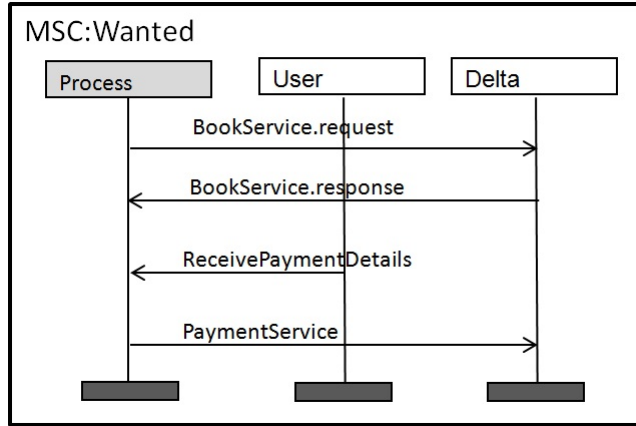 MSC:Wanted
Process
User
Delta
BookService.request
BookService.response
ReceivePaymentDetails
PaymentService